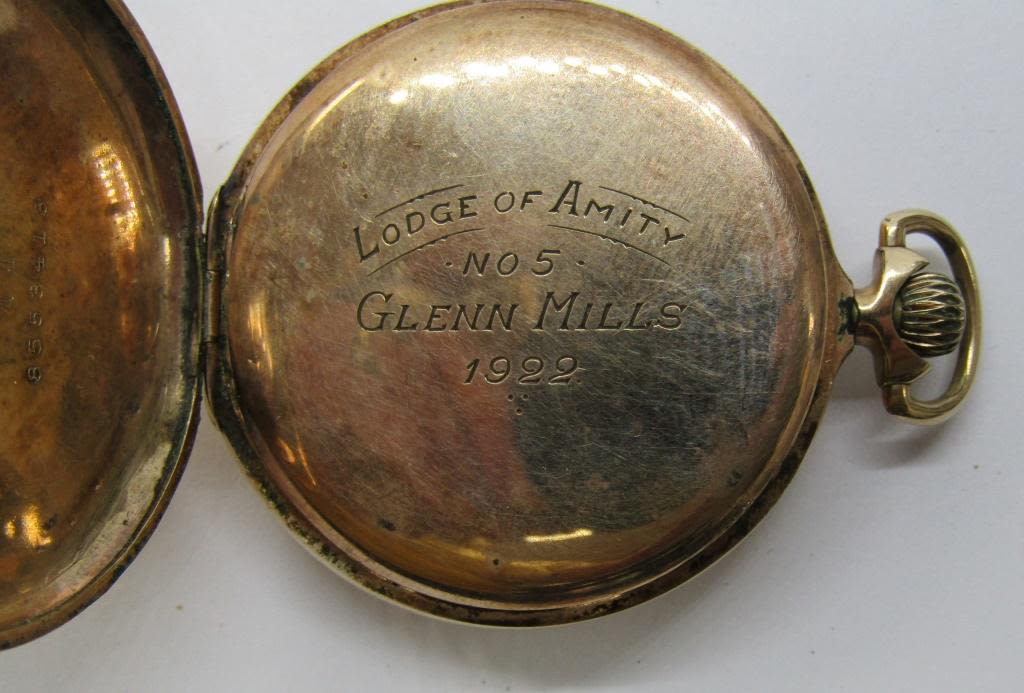 LODGE OF AMITY
· NO 5 ·
GLENN MILLS
1922